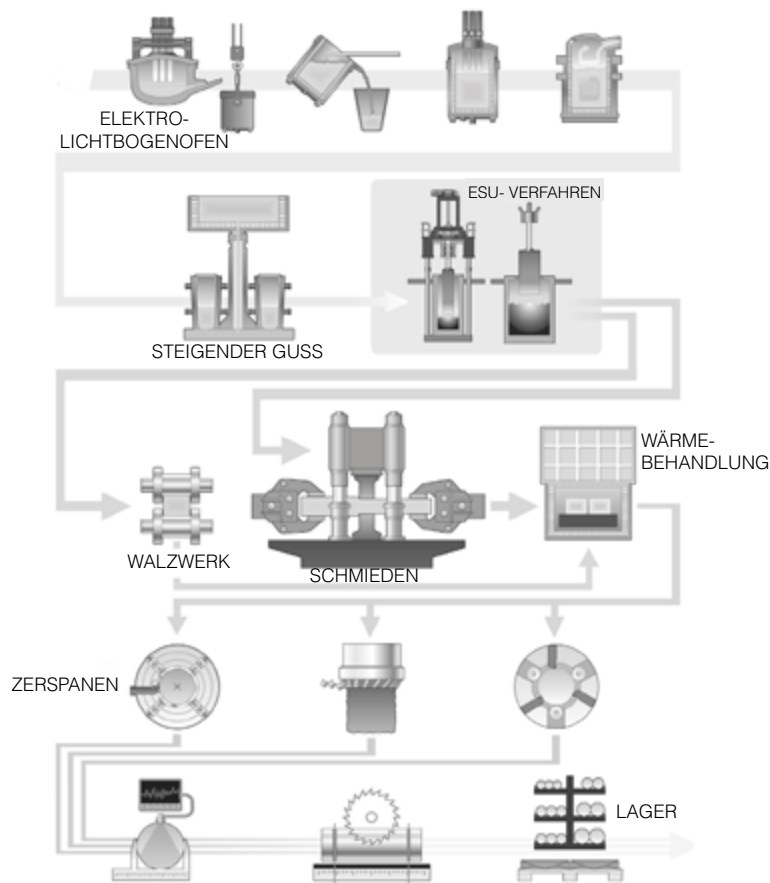 ELEKTRO-
LICHTBOGENOFEN
ESU- VERFAHREN
STEIGENDER GUSS
WÄRME-
BEHANDLUNG
WALZWERK
SCHMIEDEN
ZERSPANEN
LAGER